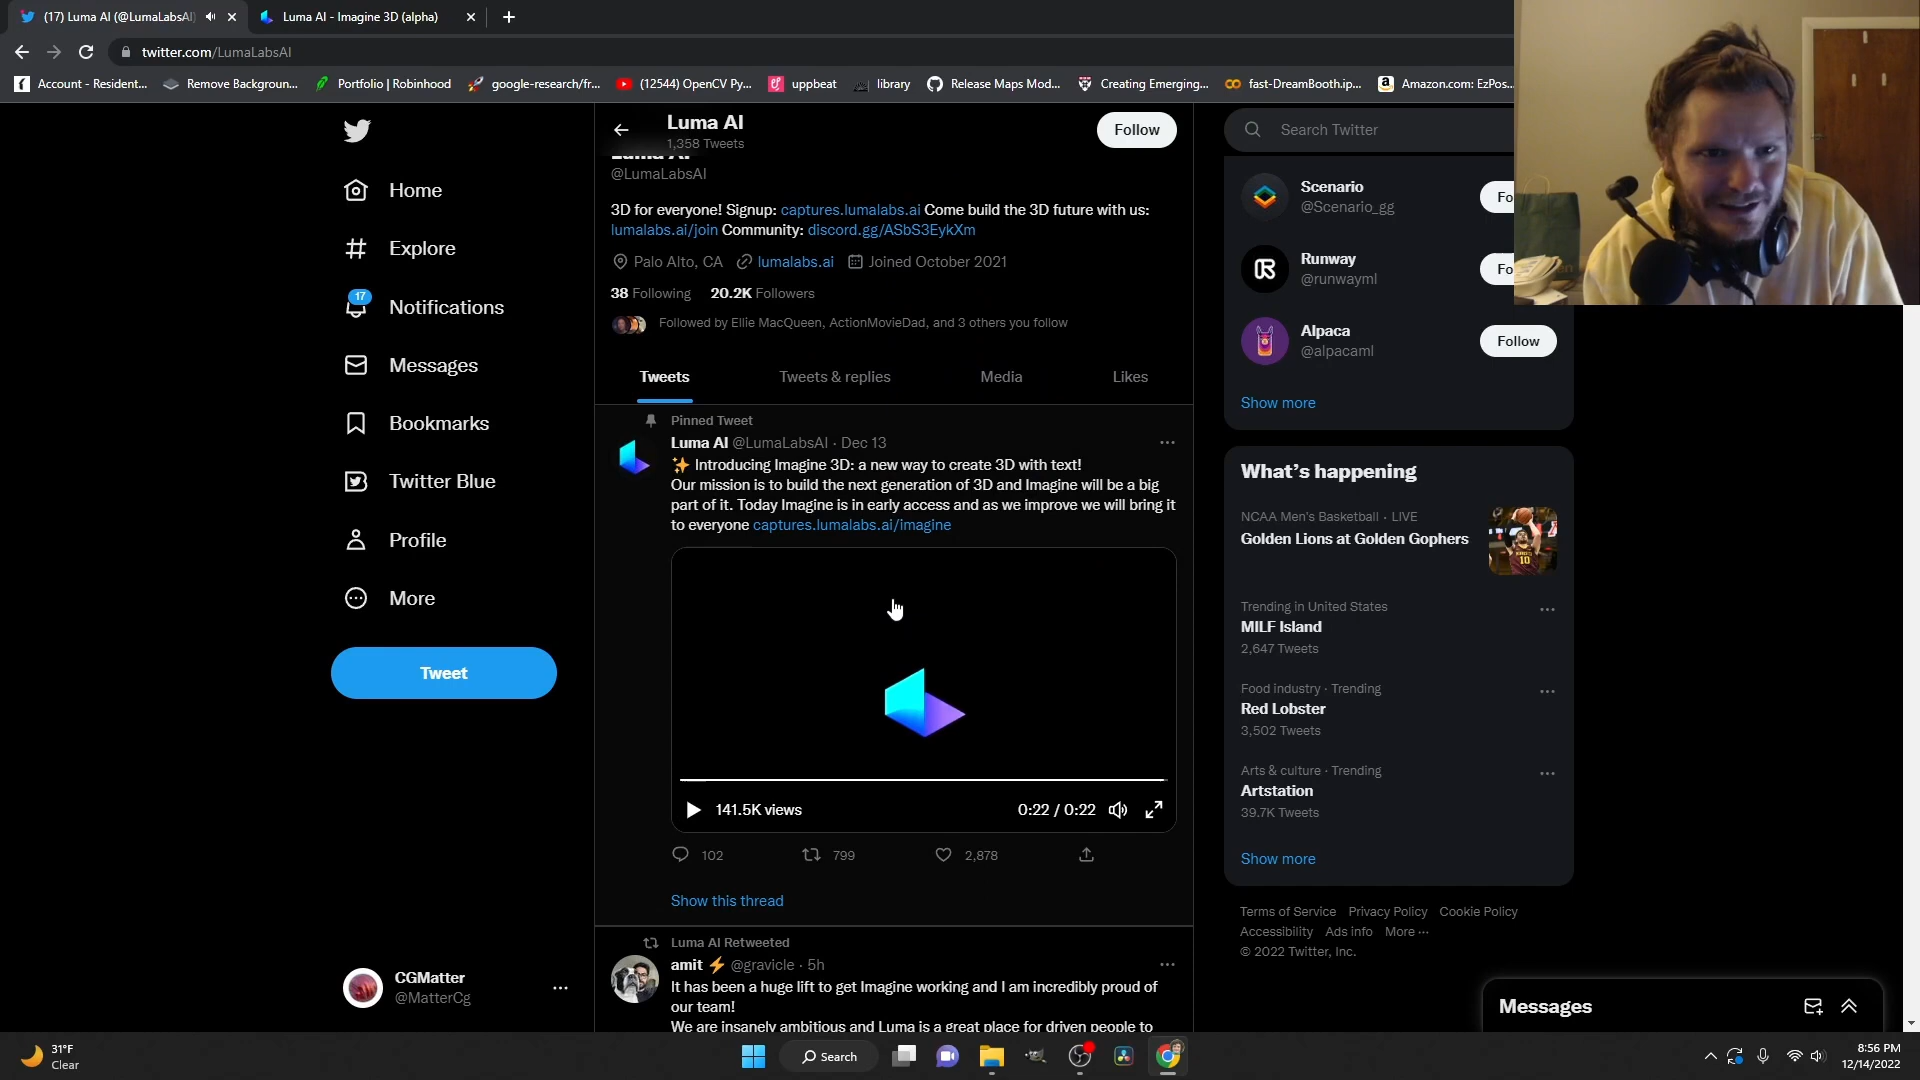 (17) Luma AI (@LumaLabsAI)
Luma AI - Imagine 3D (alpha)
twitter.com/LumaLabsAI
Account - Resident...
Remove Backgroun...
Portfolio | Robinhood
google-research/fr...
(12544) OpenCV Py...
uppbeat
library
Release Maps Mod...
Creating Emerging...
fast-DreamBooth.ip...
Amazon.com: EzPos...
Home
Explore
17
Notifications
Messages
Bookmarks
Twitter Blue
Profile
More
Tweet
CGMatter
@MatterCg
Luma AI
1,358 Tweets
Follow
Luma AI
@LumaLabsAI
3D for everyone! Signup: captures.lumalabs.ai Come build the 3D future with us:
lumalabs.ai/join Community: discord.gg/ASbS3EykXm
Palo Alto, CA lumalabs.ai Joined October 2021
38 Following 20.2K Followers
Followed by Ellie MacQueen, ActionMovieDad, and 3 others you follow
Tweets
Tweets & replies
Media
Likes
Pinned Tweet
Luma AI @LumaLabsAI · Dec 13
✨ Introducing Imagine 3D: a new way to create 3D with text!
Our mission is to build the next generation of 3D and Imagine will be a big
part of it. Today Imagine is in early access and as we improve we will bring it
to everyone captures.lumalabs.ai/imagine
141.5K views
0:22 / 0:22
102
799
2,878
Show this thread
Luma AI Retweeted
amit ⚡ @gravicle · 5h
It has been a huge lift to get Imagine working and I am incredibly proud of
our team!
We are insanely ambitious and Luma is a great place for driven people to
Search Twitter
Scenario
@Scenario_gg
Fo
Runway
@runwayml
Fo
Alpaca
@alpacaml
Follow
Show more
What's happening
NCAA Men's Basketball · LIVE
Golden Lions at Golden Gophers
Trending in United States
MILF Island
2,647 Tweets
Food industry · Trending
Red Lobster
3,502 Tweets
Arts & culture · Trending
Artstation
39.7K Tweets
Show more
Terms of Service Privacy Policy Cookie Policy
Accessibility Ads info More ···
© 2022 Twitter, Inc.
Messages
31°F
Clear
Search
8:56 PM
12/14/2022